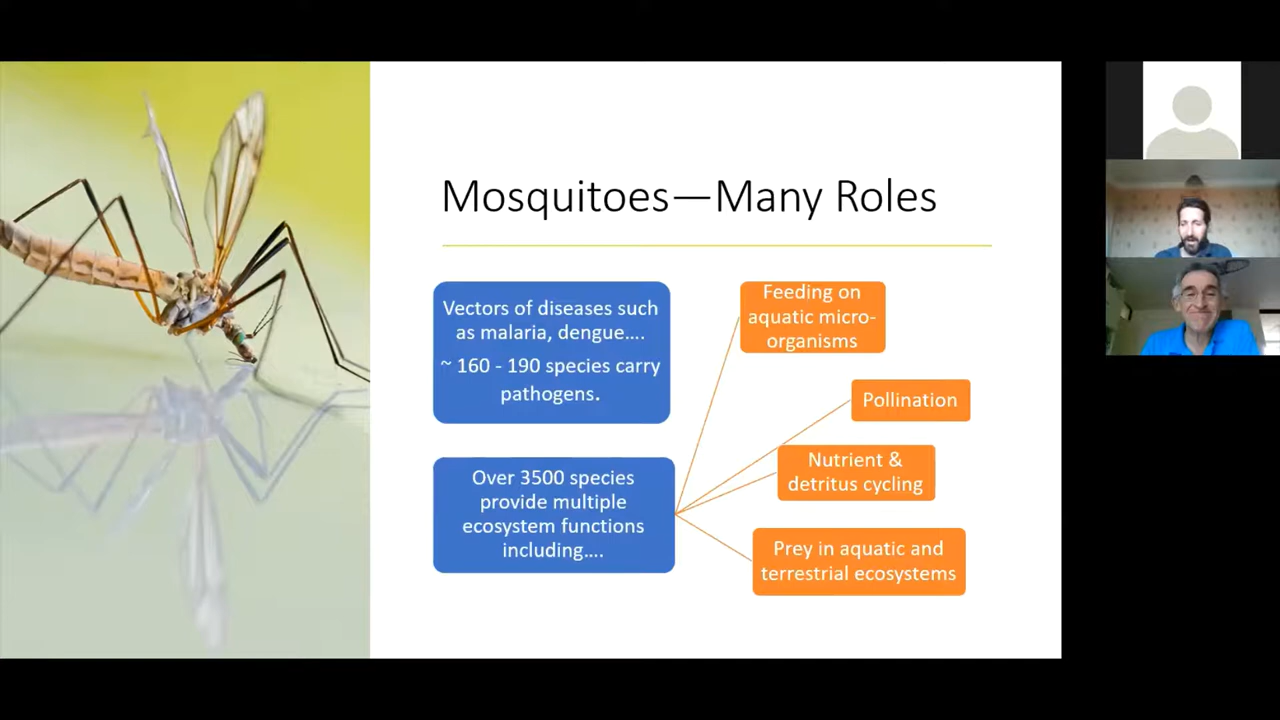 Mosquitoes—Many Roles
Vectors of diseases such
as malaria, dengue....
~ 160 - 190 species carry
pathogens.
Over 3500 species
provide multiple
ecosystem functions
including....
Feeding on
aquatic micro-
organisms
Pollination
Nutrient &
detritus cycling
Prey in aquatic and
terrestrial ecosystems